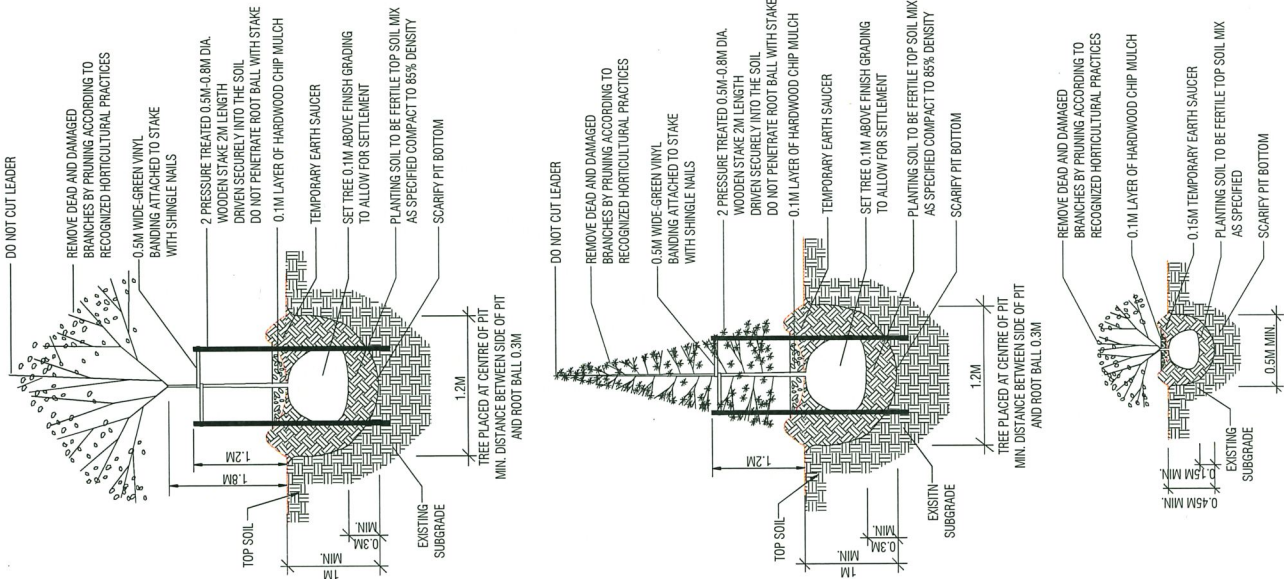 DO NOT CUT LEADER
REMOVE DEAD AND DAMAGED
BRANCHES BY PRUNING ACCORDING TO
RECOGNIZED HORTICULTURAL PRACTICES
0.5M WIDE-GREEN VINYL
BANDING ATTACHED TO STAKE
WITH SHINGLE NAILS
2 PRESSURE TREATED 0.5M-0.8M DIA.
WOODEN STAKE 2M LENGTH
DRIVEN SECURELY INTO THE SOIL
DO NOT PENETRATE ROOT BALL WITH STAKE
0.1M LAYER OF HARDWOOD CHIP MULCH
TEMPORARY EARTH SAUCER
SET TREE 0.1M ABOVE FINISH GRADING
TO ALLOW FOR SETTLEMENT
PLANTING SOIL TO BE FERTILE TOP SOIL MIX
AS SPECIFIED COMPACT TO 85% DENSITY
SCARIFY PIT BOTTOM
1.8M
1.2M
TOP SOIL
1M
MIN.
0.3M
MIN.
EXISTING
SUBGRADE
1.2M
TREE PLACED AT CENTRE OF PIT
MIN. DISTANCE BETWEEN SIDE OF PIT
AND ROOT BALL 0.3M
DO NOT CUT LEADER
REMOVE DEAD AND DAMAGED
BRANCHES BY PRUNING ACCORDING TO
RECOGNIZED HORTICULTURAL PRACTICES
0.5M WIDE-GREEN VINYL
BANDING ATTACHED TO STAKE
WITH SHINGLE NAILS
2 PRESSURE TREATED 0.5M-0.8M DIA.
WOODEN STAKE 2M LENGTH
DRIVEN SECURELY INTO THE SOIL
DO NOT PENETRATE ROOT BALL WITH STAKE
0.1M LAYER OF HARDWOOD CHIP MULCH
TEMPORARY EARTH SAUCER
SET TREE 0.1M ABOVE FINISH GRADING
TO ALLOW FOR SETTLEMENT
PLANTING SOIL TO BE FERTILE TOP SOIL MIX
AS SPECIFIED COMPACT TO 85% DENSITY
SCARIFY PIT BOTTOM
1.2M
TOP SOIL
1M
MIN.
0.3M
MIN.
EXISITN
SUBGRADE
1.2M
TREE PLACED AT CENTRE OF PIT
MIN. DISTANCE BETWEEN SIDE OF PIT
AND ROOT BALL 0.3M
REMOVE DEAD AND DAMAGED
BRANCHES BY PRUNING ACCORDING TO
RECOGNIZED HORTICULTURAL PRACTICES
0.1M LAYER OF HARDWOOD CHIP MULCH
0.15M TEMPORARY EARTH SAUCER
PLANTING SOIL TO BE FERTILE TOP SOIL MIX
AS SPECIFIED
SCARIFY PIT BOTTOM
0.45M MIN.
0.15M MIN.
EXISTING
SUBGRADE
0.5M MIN.